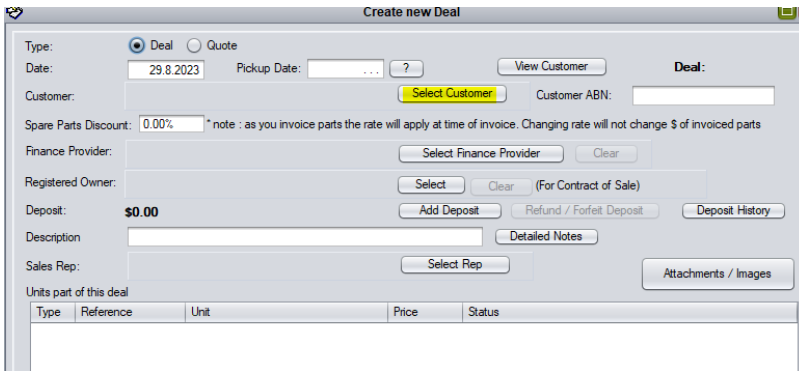 Create new Deal
Type: Deal Quote
Date: 29.8.2023 Pickup Date: . . . ? View Customer Deal:
Customer: Select Customer Customer ABN:
Spare Parts Discount: 0.00% * note : as you invoice parts the rate will apply at time of invoice. Changing rate will not change $ of invoiced parts
Finance Provider: Select Finance Provider Clear
Registered Owner: Select Clear (For Contract of Sale)
Deposit: $0.00 Add Deposit Refund / Forfeit Deposit Deposit History
Description Detailed Notes
Sales Rep: Select Rep Attachments / Images
Units part of this deal
Type Reference Unit Price Status